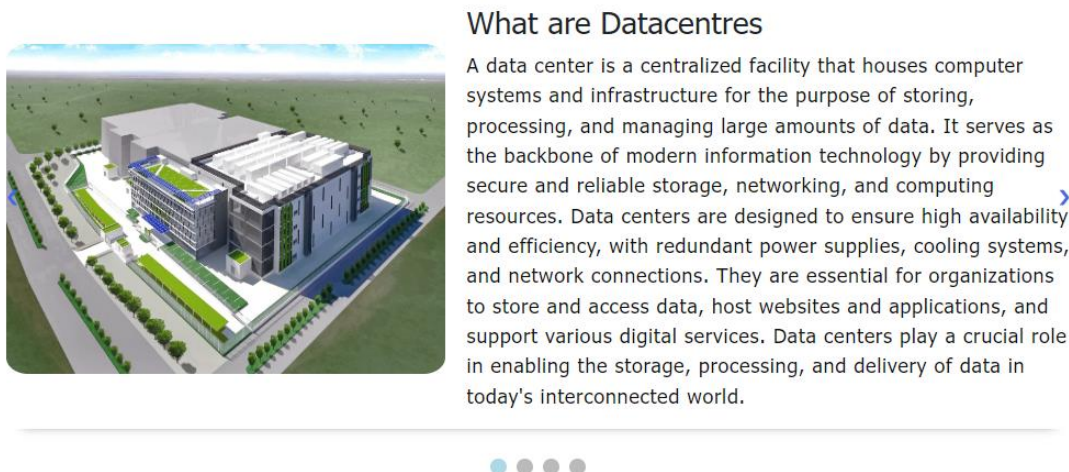 What are Datacentres
A data center is a centralized facility that houses computer
systems and infrastructure for the purpose of storing,
processing, and managing large amounts of data. It serves as
the backbone of modern information technology by providing
secure and reliable storage, networking, and computing
resources. Data centers are designed to ensure high availability
and efficiency, with redundant power supplies, cooling systems,
and network connections. They are essential for organizations
to store and access data, host websites and applications, and
support various digital services. Data centers play a crucial role
in enabling the storage, processing, and delivery of data in
today's interconnected world.